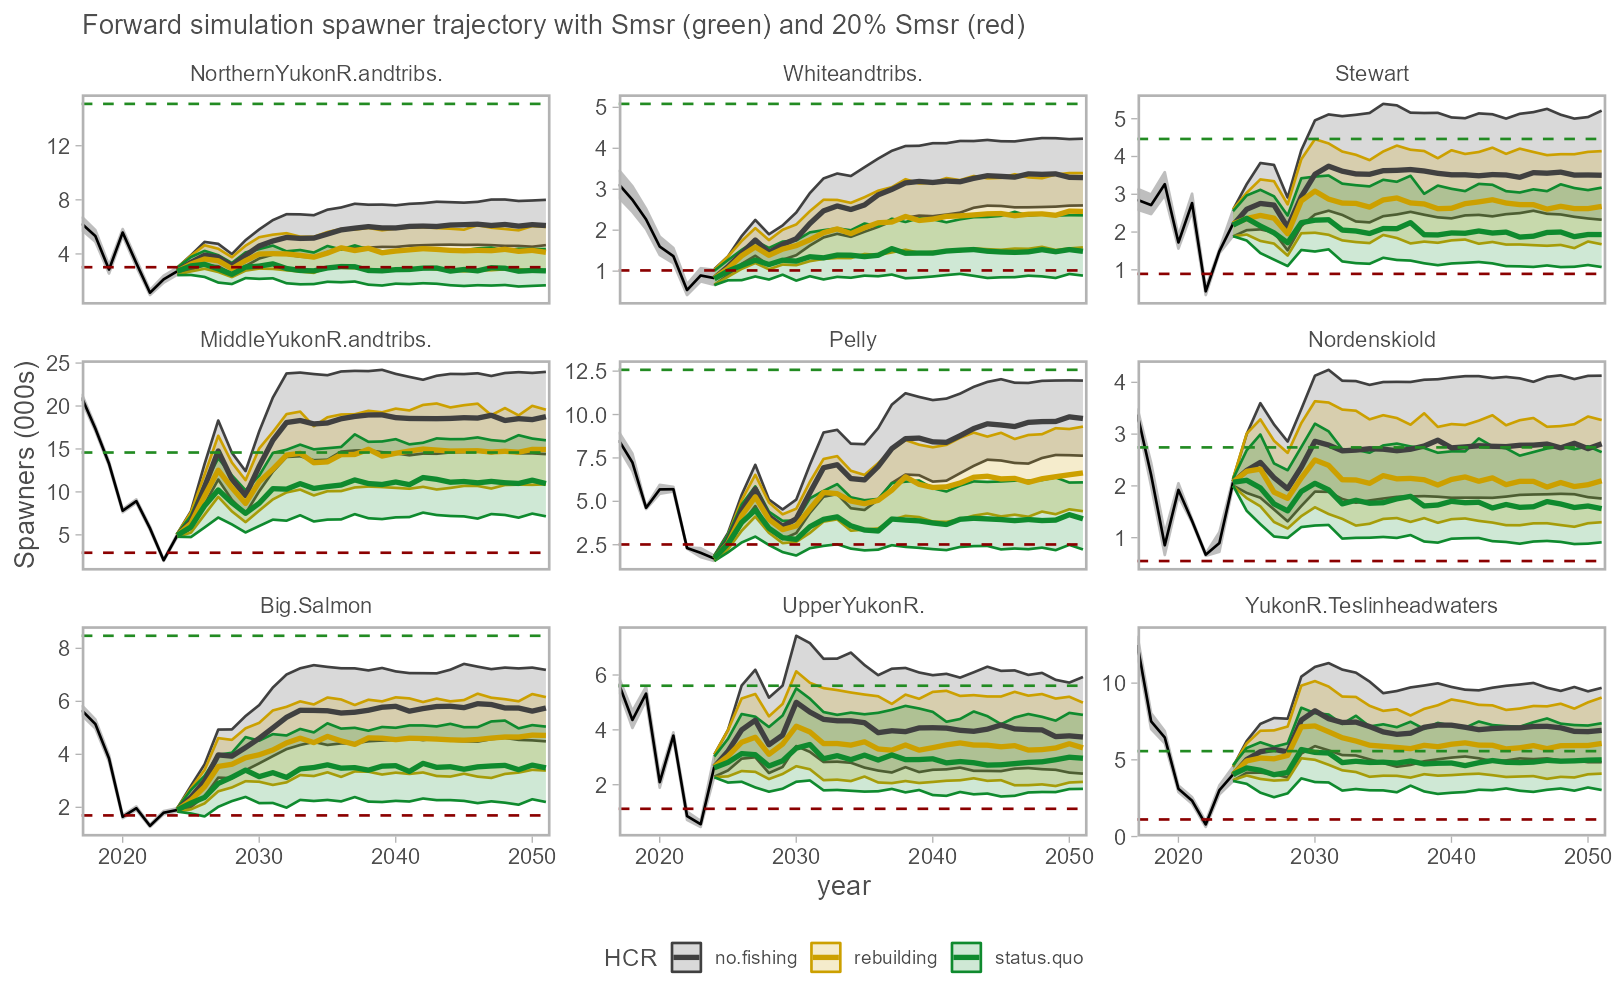 Forward simulation spawner trajectory with Smsr (green) and 20% Smsr (red)
NorthernYukonR.andtribs.
Whiteandtribs.
Stewart
12
8
4
5
4
3
2
1
5
4
3
2
1
MiddleYukonR.andtribs.
Pelly
Nordenskiold
25
20
15
10
5
12.5
10.0
7.5
5.0
2.5
4
3
2
1
Spawners (000s)
Big.Salmon
UpperYukonR.
YukonR.Teslinheadwaters
8
6
4
2
6
4
2
10
5
0
2020 2030 2040 2050
2020 2030 2040 2050
2020 2030 2040 2050
year
HCR no.fishing rebuilding status.quo